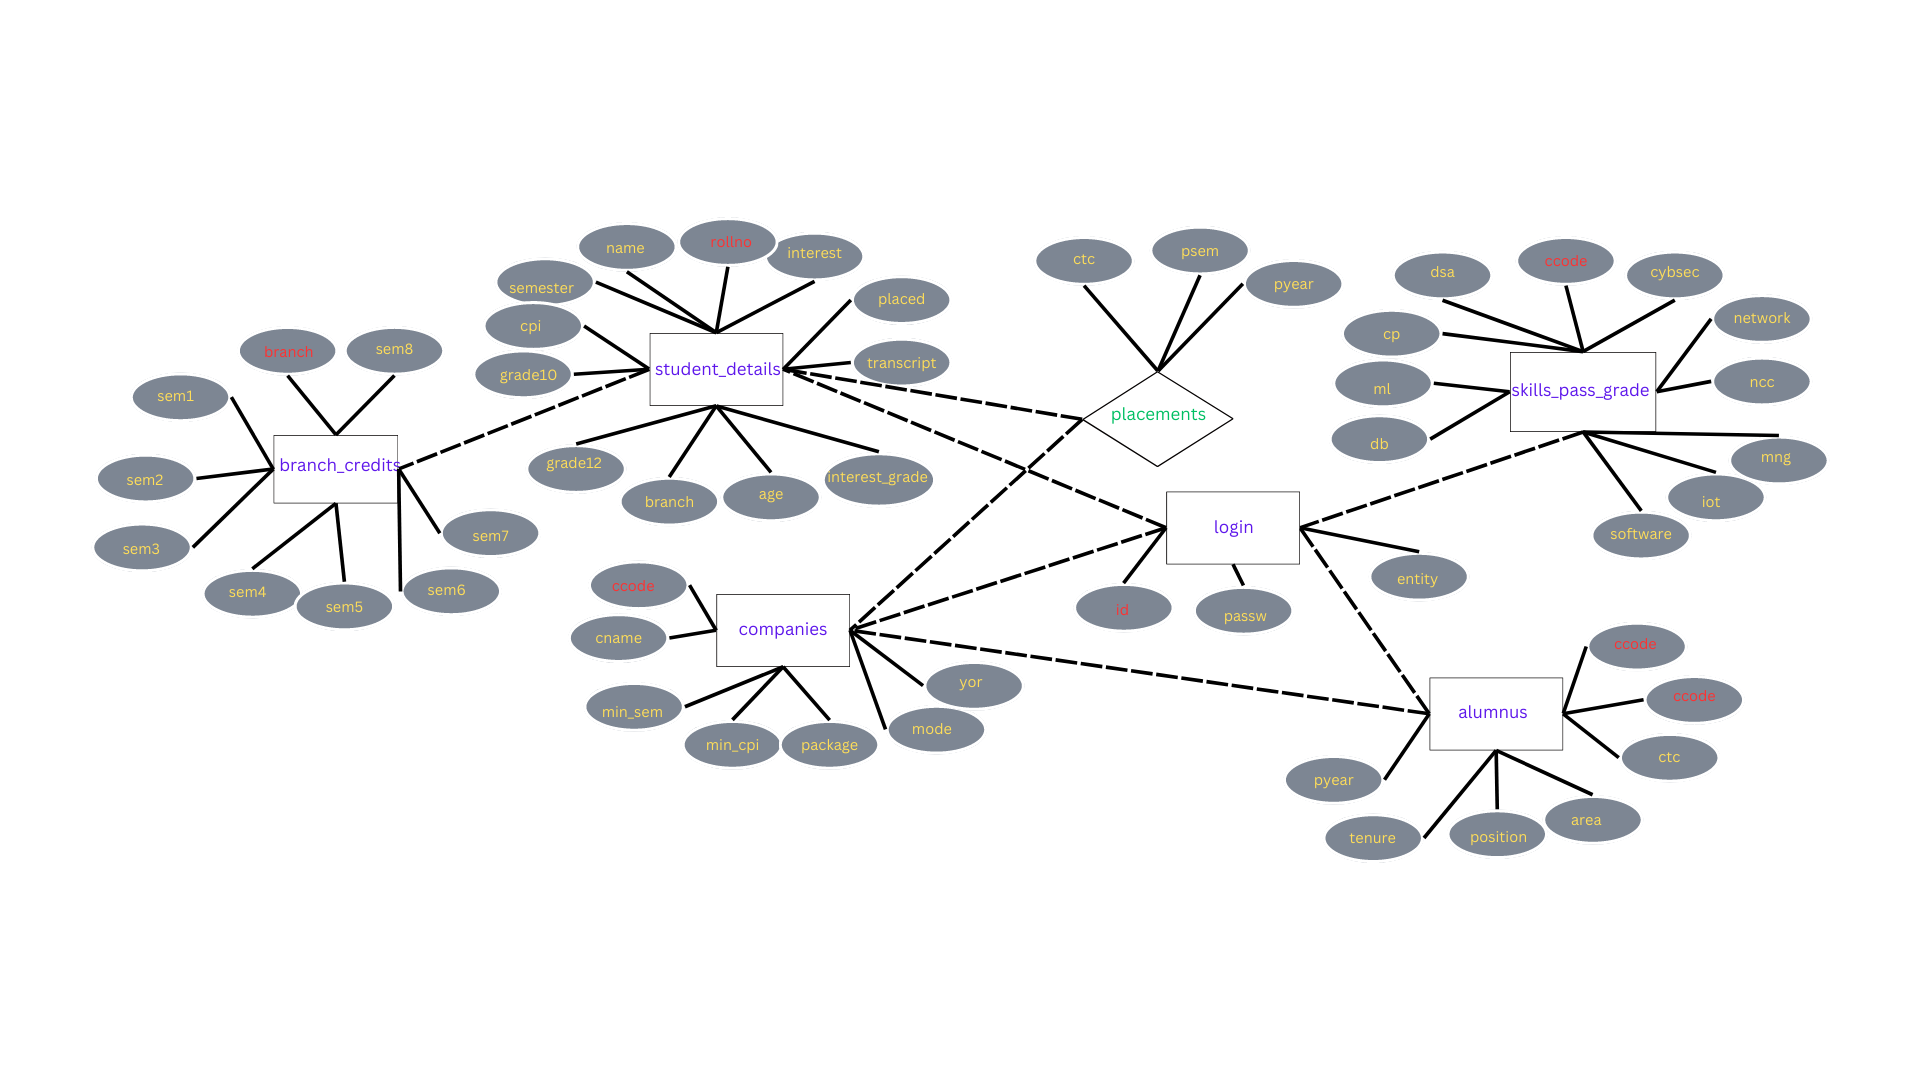 rollno
name
interest
semester
placed
cpi
transcript
grade10
student_details
grade12
branch
age
interest_grade
branch
sem8
sem1
branch_credits
sem2
sem3
sem4
sem5
sem6
sem7
ctc
psem
pyear
placements
dsa
ccode
cybsec
cp
network
ml
ncc
skills_pass_grade
db
mng
iot
software
login
id
passw
entity
ccode
cname
companies
min_sem
min_cpi
package
mode
yor
ccode
ccode
alumnus
ctc
pyear
tenure
position
area